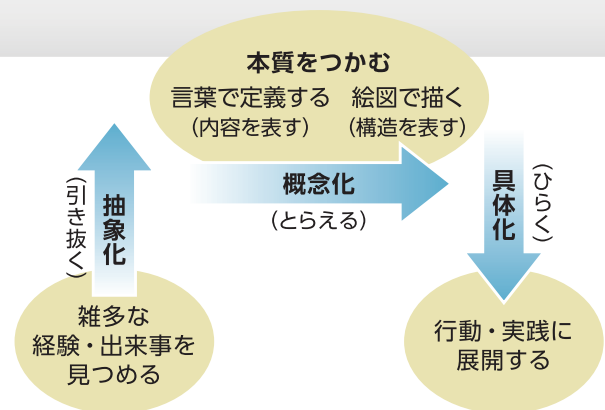 本質をつかむ
言葉で定義する　絵図で描く
（内容を表す）　（構造を表す）
抽象化
（引き抜く）
概念化
（とらえる）
具体化
（ひらく）
雑多な
経験・出来事を
見つめる
行動・実践に
展開する